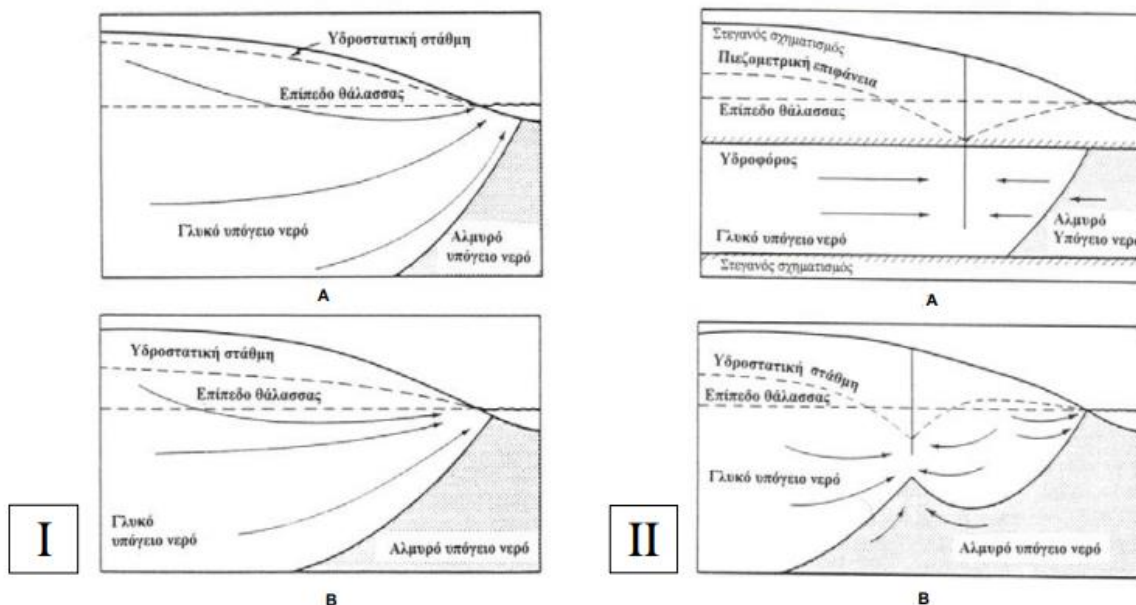 Υδροστατική στάθμη
Επίπεδο θάλασσας
Γλυκό υπόγειο νερό
Αλμυρό
υπόγειο νερό
A
Υδροστατική στάθμη
Επίπεδο θάλασσας
Γλυκό
υπόγειο νερό
Αλμυρό υπόγειο νερό
B
I
Στεγανός σχηματισμός
Πιεζομετρική επιφάνεια
Επίπεδο θάλασσας
Υδροφόρος
Γλυκό υπόγειο νερό
Αλμυρό
Υπόγειο νερό
Στεγανός σχηματισμός
A
Υδροστατική στάθμη
Επίπεδο θάλασσας
Γλυκό υπόγειο νερό
Αλμυρό υπόγειο νερό
B
II